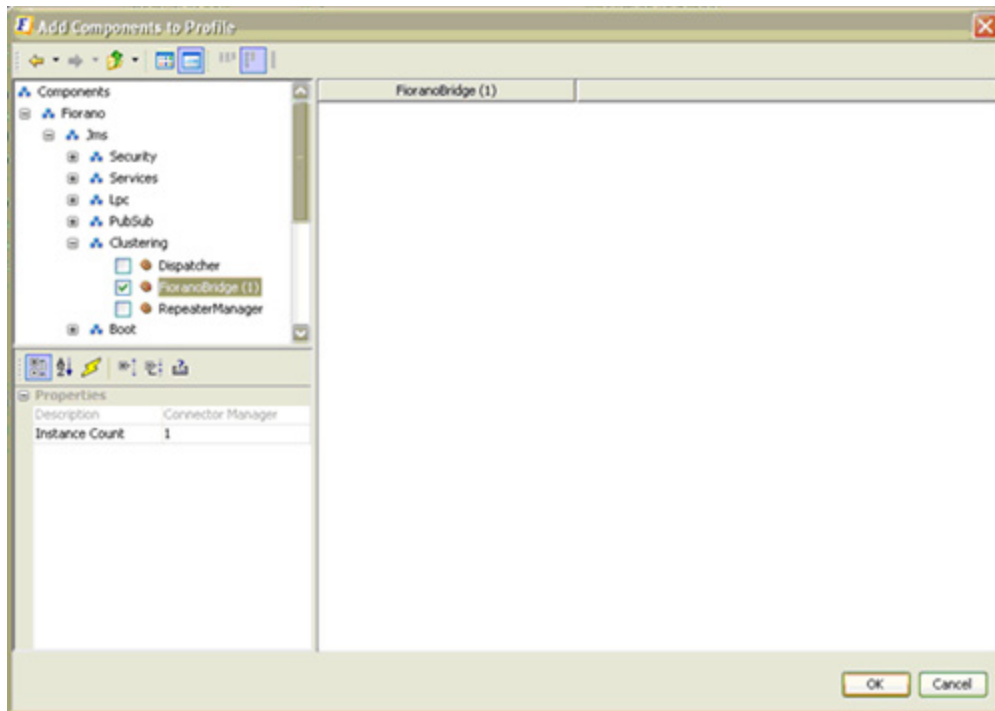 Add Components to Profile
Components
FioranoBridge (1)
Fiorano
Jms
Security
Services
Lpc
PubSub
Clustering
Dispatcher
FioranoBridge (1)
RepeaterManager
Boot
Properties
Description Connector Manager
Instance Count 1
OK Cancel